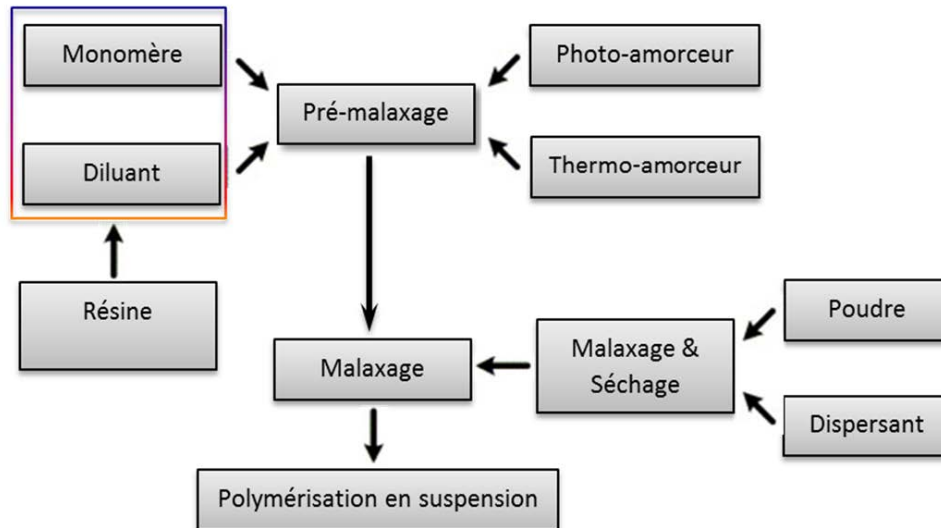 Monomère
Photo-amorceur
Pré-malaxage
Diluant
Thermo-amorceur
Résine
Poudre
Malaxage
Malaxage &
Séchage
Dispersant
Polymérisation en suspension